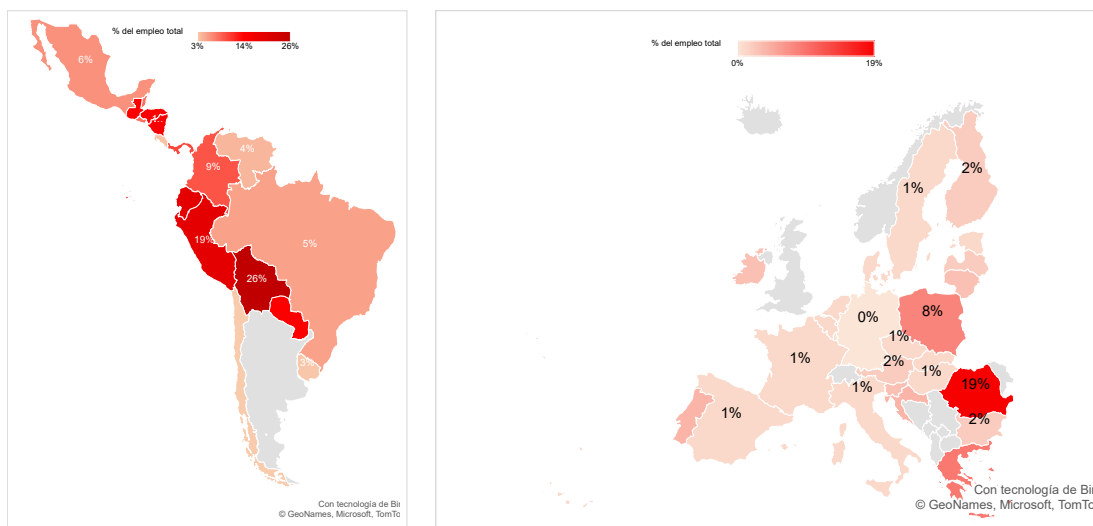 % del empleo total
3% 14% 26%
6%
4%
9%
5%
19%
26%
3%
Con tecnología de Bi
© GeoNames, Microsoft, TomTo
% del empleo total
0% 19%
2%
1%
8%
0%
1%
1%
2%
1%
1%
19%
1%
2%
Con tecnología de Bi
© GeoNames, Microsoft, TomTo